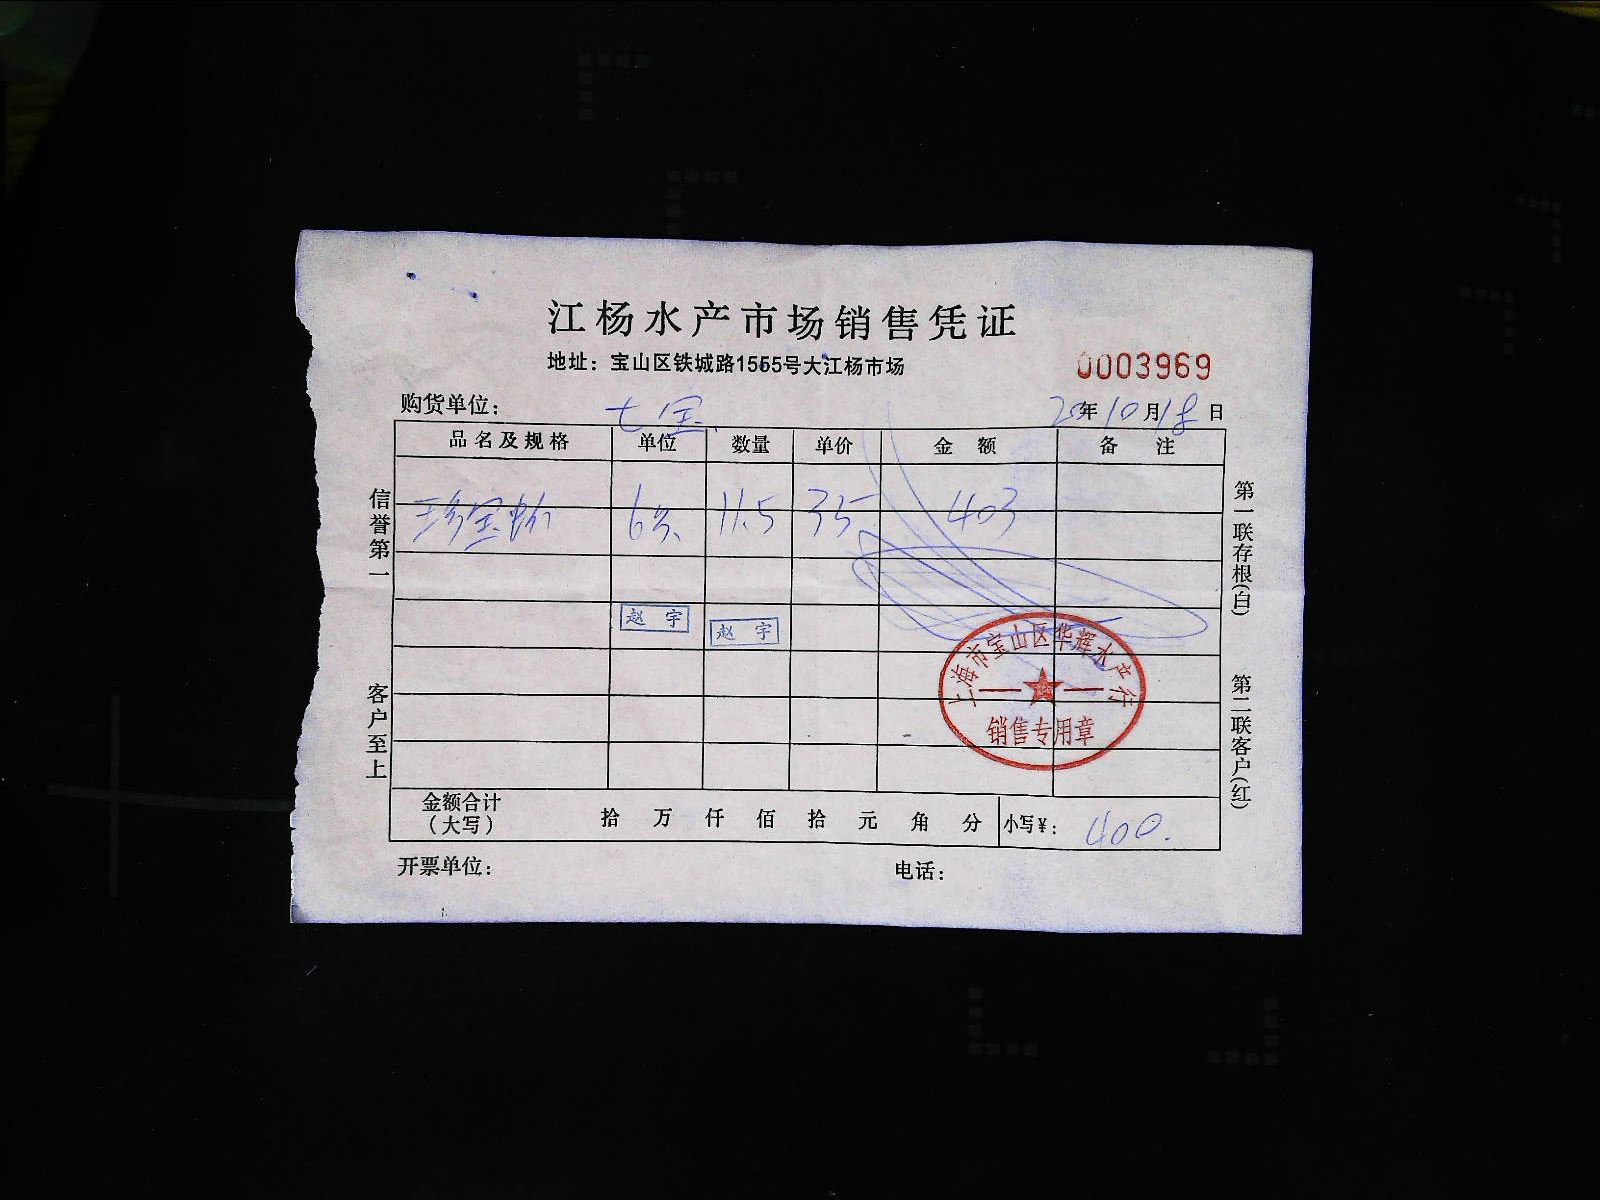 江杨水产市场销售凭证
地址：宝山区铁城路1555号大江杨市场
0003969
购货单位： 七宝
20年10月18日
品名及规格 单位 数量 单价 金额 备注
珍宝蚧 6只 11.5 35 403
赵宇
赵宇
上海市宝山区华辉水产行
销售专用章
金额合计
（大写）
拾 万 仟 佰 拾 元 角 分 小写¥： 400.
开票单位： 电话：
信誉第一
客户至上
第一联存根(白)
第二联客户(红)